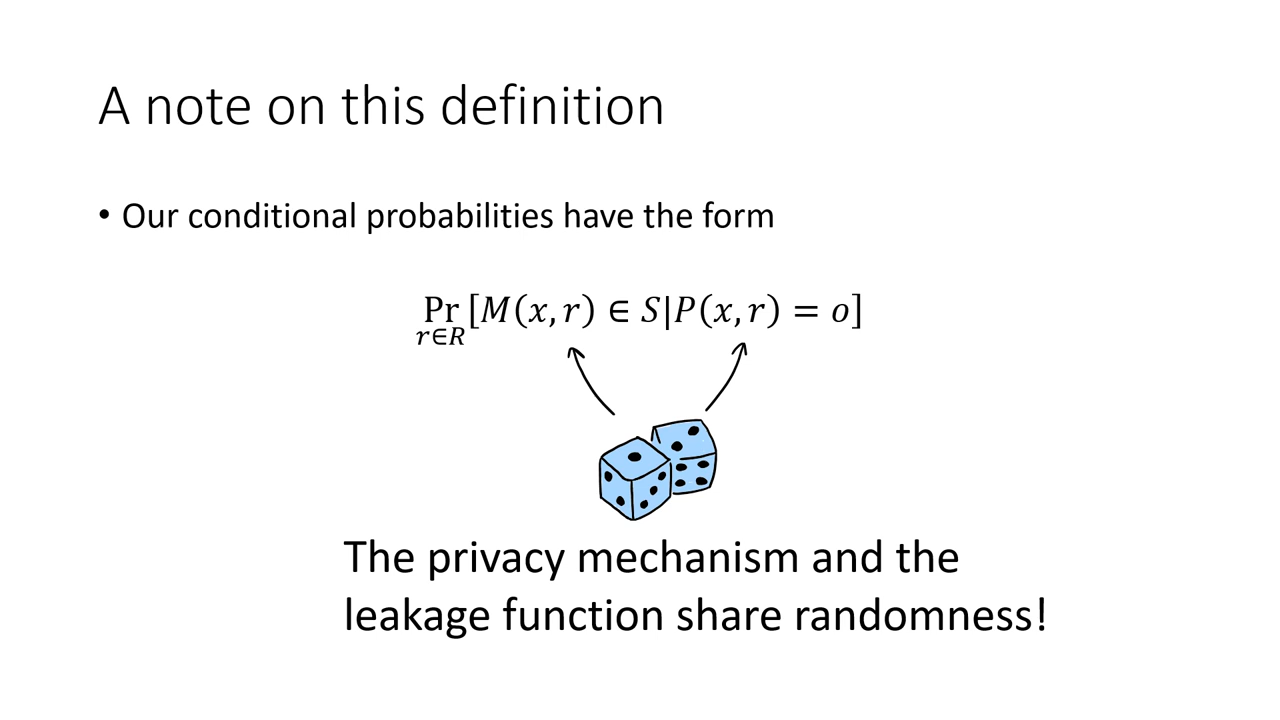 A note on this definition
• Our conditional probabilities have the form
Pr[M(x, r) ∈ S|P(x, r) = o]
r∈R
The privacy mechanism and the
leakage function share randomness!